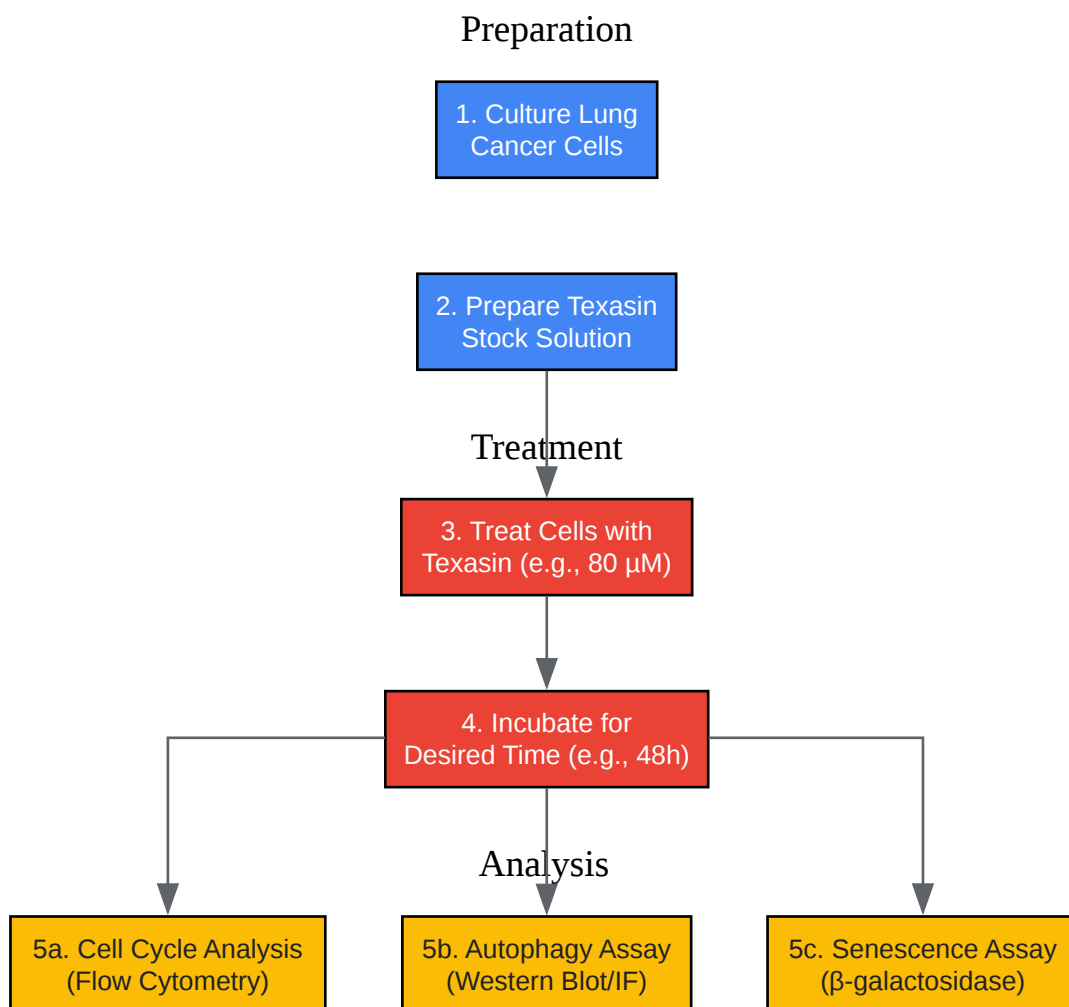 Preparation
1. Culture Lung
Cancer Cells
2. Prepare Texasin
Stock Solution
Treatment
3. Treat Cells with
Texasin (e.g., 80 µM)
4. Incubate for
Desired Time (e.g., 48h)
Analysis
5a. Cell Cycle Analysis
(Flow Cytometry)
5b. Autophagy Assay
(Western Blot/IF)
5c. Senescence Assay
(β-galactosidase)